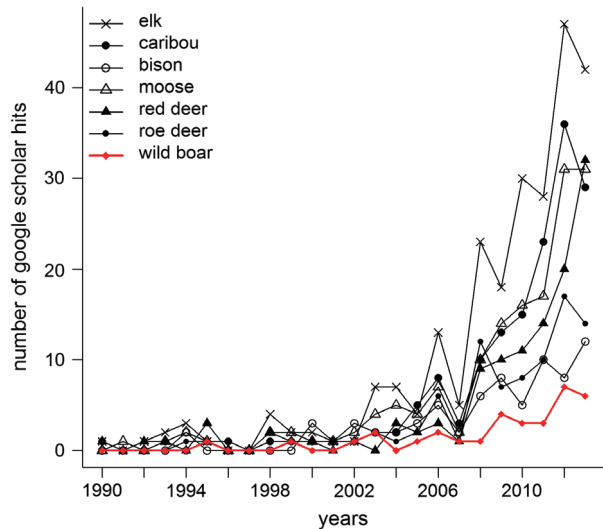 elk
caribou
bison
moose
red deer
roe deer
wild boar
number of google scholar hits
40
30
20
10
0
1990
1994
1998
2002
2006
2010
years